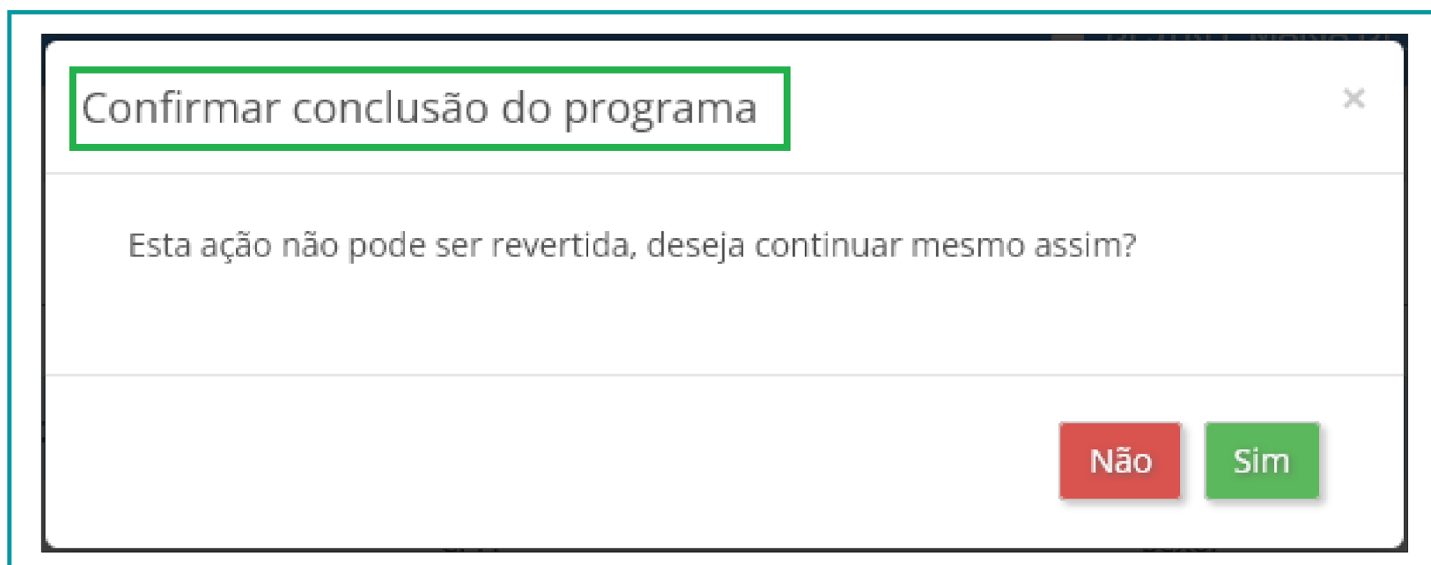 Confirmar conclusão do programa
×
Esta ação não pode ser revertida, deseja continuar mesmo assim?
Não
Sim